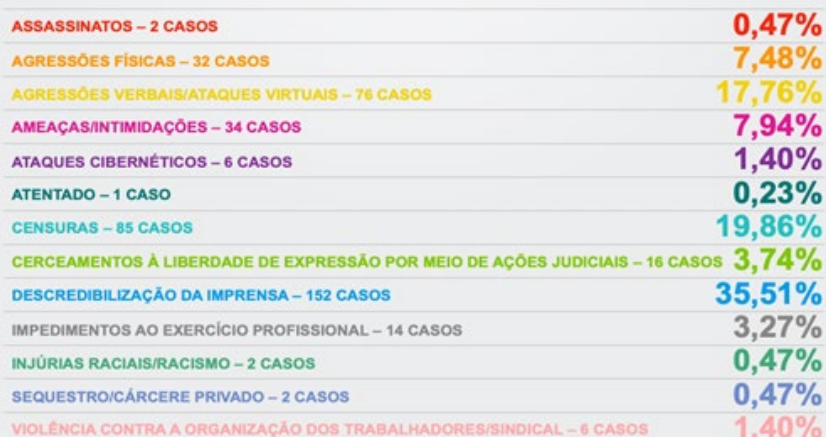 ASSASSINATOS – 2 CASOS 0,47%
AGRESSÕES FÍSICAS – 32 CASOS 7,48%
AGRESSÕES VERBAIS/ATAQUES VIRTUAIS – 76 CASOS 17,76%
AMEAÇAS/INTIMIDAÇÕES – 34 CASOS 7,94%
ATAQUES CIBERNÉTICOS – 6 CASOS 1,40%
ATENTADO – 1 CASO 0,23%
CENSURAS – 85 CASOS 19,86%
CERCEAMENTOS À LIBERDADE DE EXPRESSÃO POR MEIO DE AÇÕES JUDICIAIS – 16 CASOS 3,74%
DESCREDIBILIZAÇÃO DA IMPRENSA – 152 CASOS 35,51%
IMPEDIMENTOS AO EXERCÍCIO PROFISSIONAL – 14 CASOS 3,27%
INJÚRIAS RACIAIS/RACISMO – 2 CASOS 0,47%
SEQUESTRO/CÁRCERE PRIVADO – 2 CASOS 0,47%
VIOLÊNCIA CONTRA A ORGANIZAÇÃO DOS TRABALHADORES/SINDICAL – 6 CASOS 1,40%